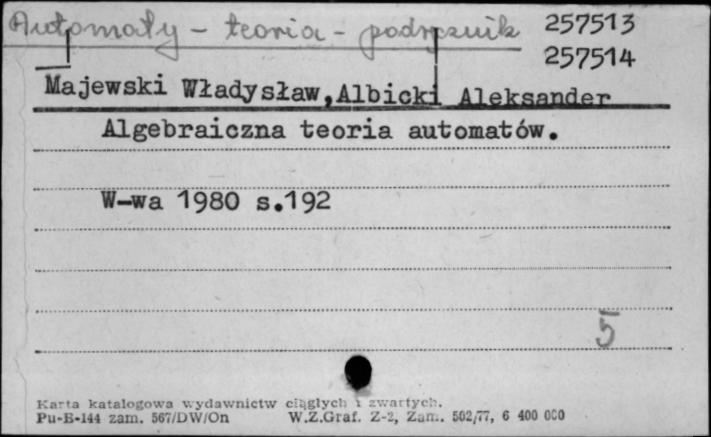 Automaty - teoria - podręcznik 257513
257514
Majewski Władysław, Albicki Aleksander
Algebraiczna teoria automatów.
W-wa 1980 s.192
5
Karta katalogowa wydawnictw ciągłych i zwartych.
Pu-B-144 zam. 567/DW/On W.Z.Graf. Z-2, Zam. 502/77, 6 400 000